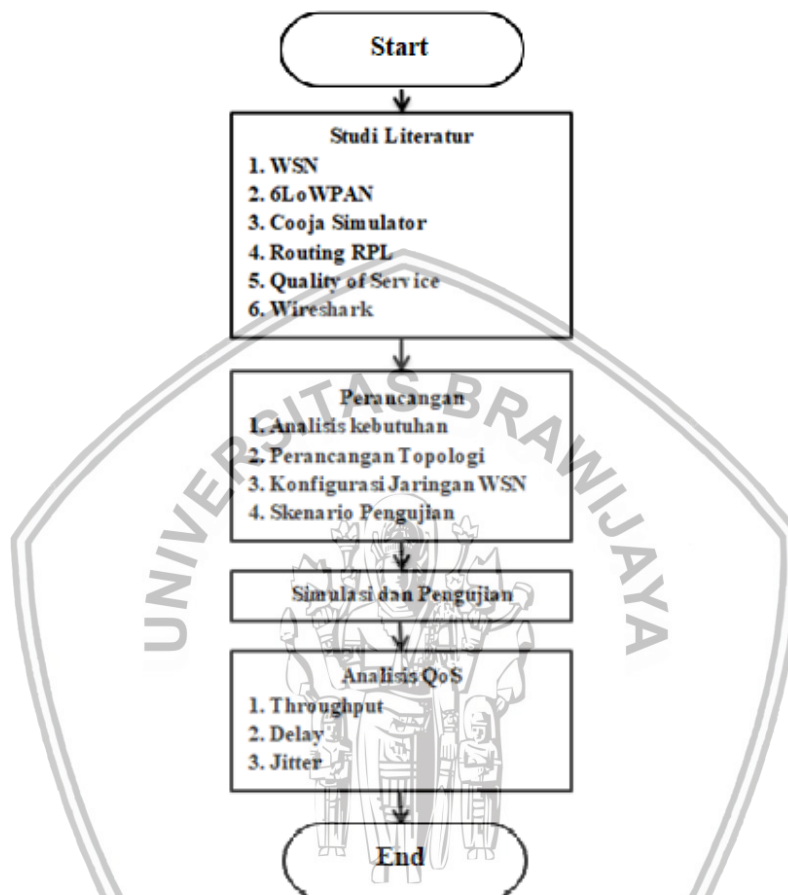 Start
Studi Literatur
1. WSN
2. 6LoWPAN
3. Cooja Simulator
4. Routing RPL
5. Quality of Service
6. Wireshark
Perancangan
1. Analisis kebutuhan
2. Perancangan Topologi
3. Konfigurasi Jaringan WSN
4. Skenario Pengujian
UNIVERSITAS BRAWIJAYA
Simulasi dan Pengujian
Analisis QoS
1. Throughput
2. Delay
3. Jitter
End